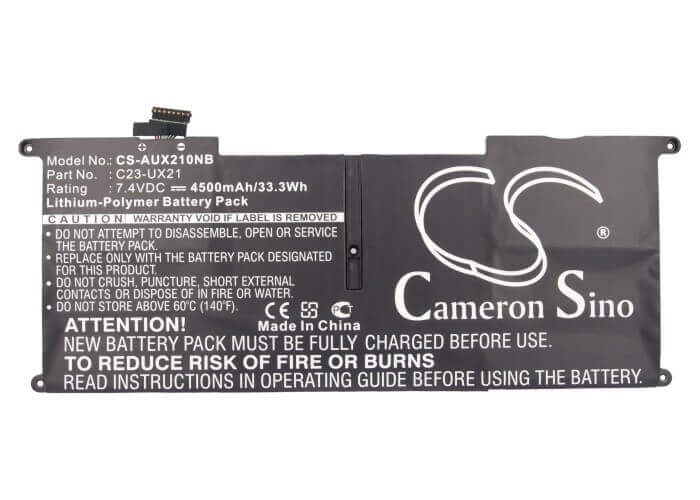 + -
Model No.: CS-AUX210NB
Part No. : C23-UX21
Rating : 7.4VDC ⎓ 4500mAh/33.3Wh
Lithium-Polymer Battery Pack
CAUTION WARRANTY VOID IF LABEL IS REMOVED
• DO NOT ATTEMPT TO DISASSEMBLE, OPEN OR SERVICE
THE BATTERY PACK.
• REPLACE ONLY WITH THE BATTERY PACK DESIGNATED
FOR THIS PRODUCT.
• DO NOT CRUSH, PUNCTURE, SHORT EXTERNAL
CONTACTS OR DISPOSE OF IN FIRE OR WATER.
• DO NOT STORE ABOVE 60°C (140°F).
CE
Made In China
CS ®
Cameron Sino
ATTENTION!
NEW BATTERY PACK MUST BE FULLY CHARGED BEFORE USE.
TO REDUCE RISK OF FIRE OR BURNS
READ INSTRUCTIONS IN OPERATING GUIDE BEFORE USING THE BATTERY.